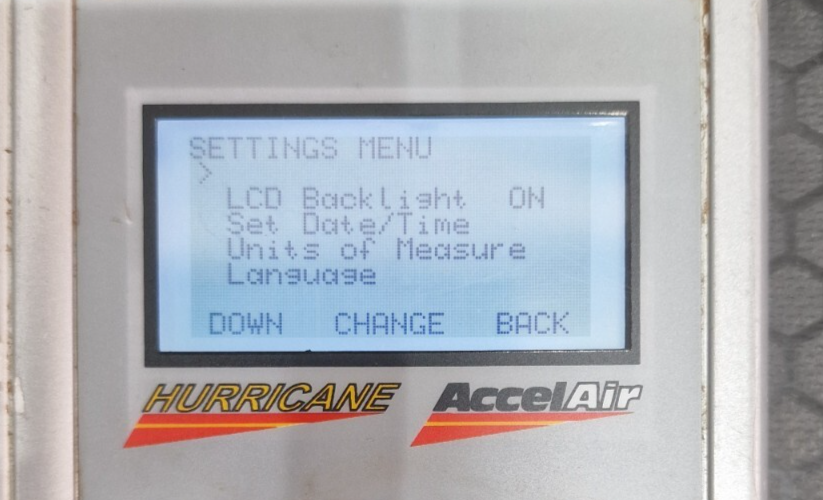 SETTINGS MENU
>
LCD Backlight ON
Set Date/Time
Units of Measure
Language
DOWN CHANGE BACK
HURRICANE AccelAir